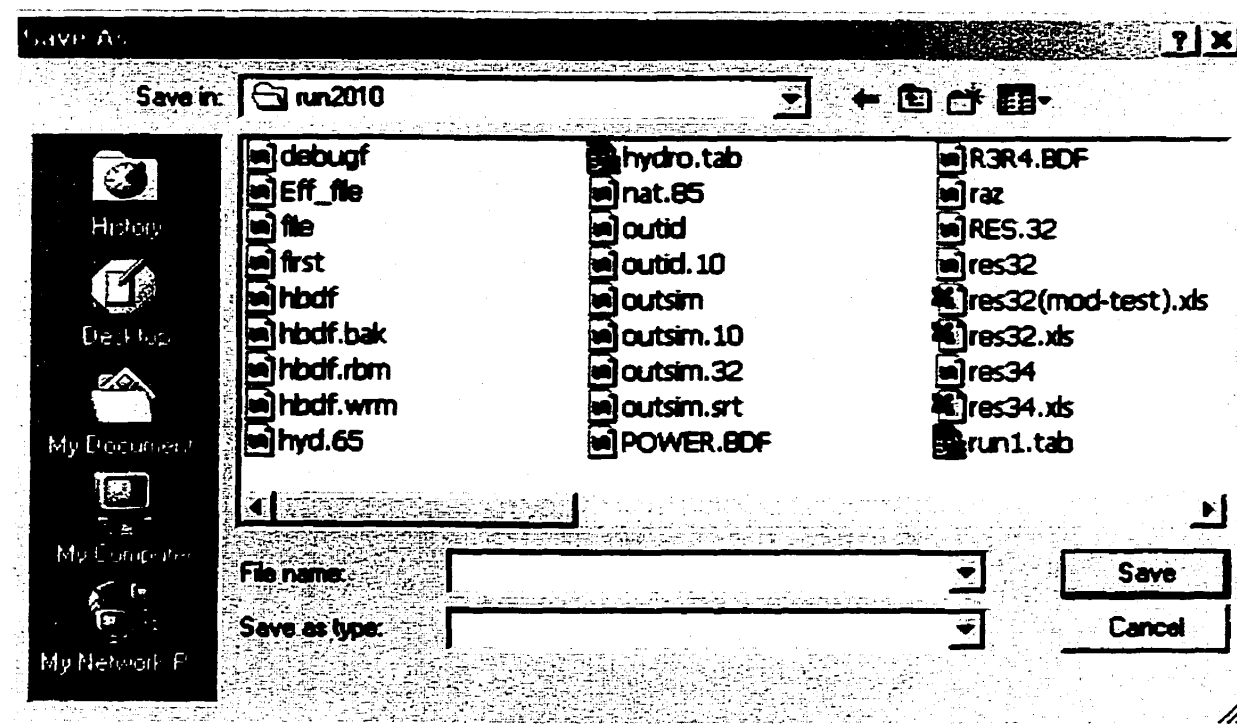 Save As
Save in: run2010
History
Desktop
My Document
My Computer
My Network P
debugf
Eff_file
file
first
hbdf
hbdf.bak
hbdf.rbm
hbdf.wrm
hyd.65
hydro.tab
nat.85
outid
outid.10
outsim
outsim.10
outsim.32
outsim.srt
POWER.BDF
R3R4.BDF
raz
RES.32
res32
res32(mod-test).xls
res32.xls
res34
res34.xls
run1.tab
File name:
Save
Save as type:
Cancel